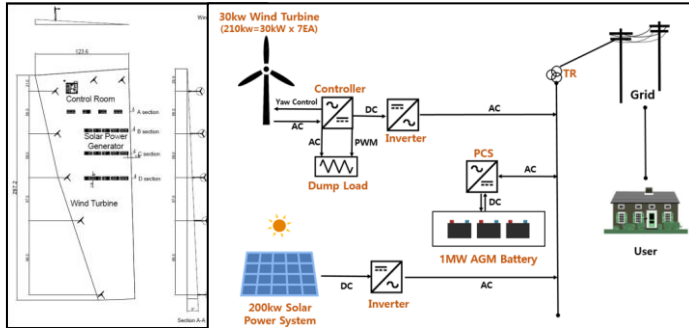 Win
123.6
Control Room
A section
Solar Power
Generator
B section
C section
D section
Wind Turbine
Section A-A
30kw Wind Turbine
(210kw=30kW x 7EA)
Controller
Yaw Control
AC
DC
AC
PWM
Inverter
AC
Dump Load
TR
Grid
PCS
AC
DC
1MW AGM Battery
User
200kw Solar
Power System
DC
Inverter
AC